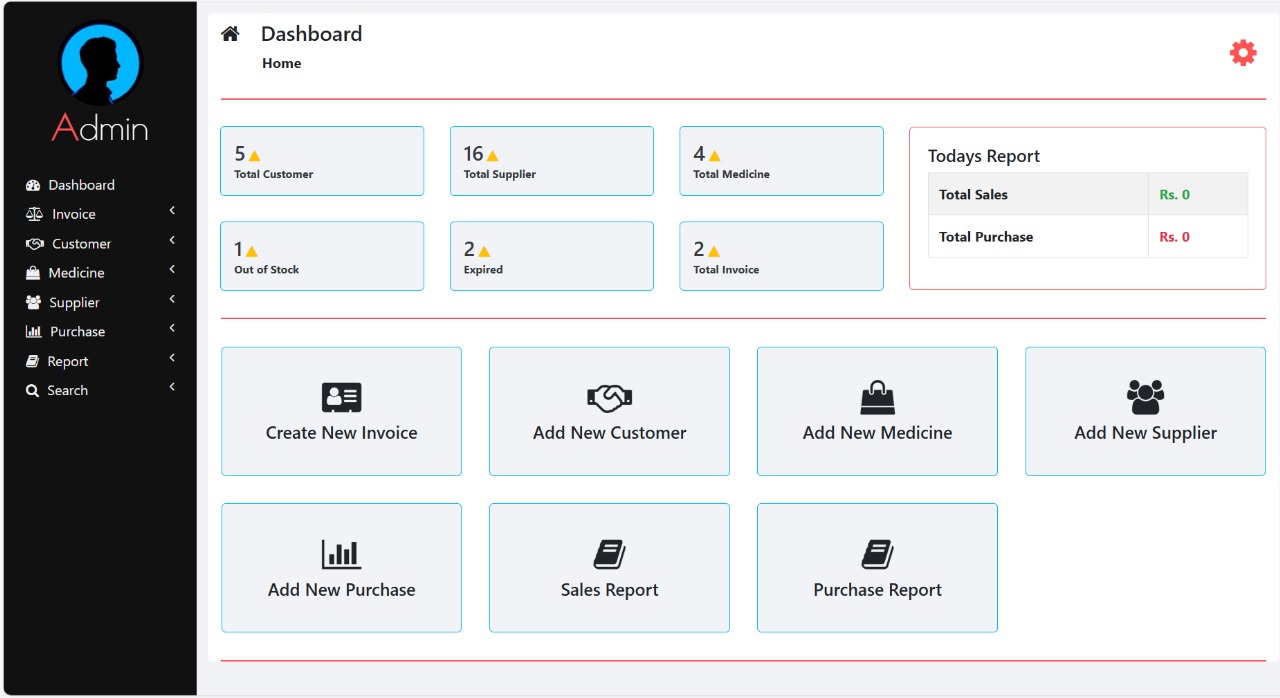 Admin
Dashboard
Invoice
Customer
Medicine
Supplier
Purchase
Report
Search
Dashboard
Home
5
Total Customer
16
Total Supplier
4
Total Medicine
1
Out of Stock
2
Expired
2
Total Invoice
Todays Report
Total Sales Rs. 0
Total Purchase Rs. 0
Create New Invoice
Add New Customer
Add New Medicine
Add New Supplier
Add New Purchase
Sales Report
Purchase Report